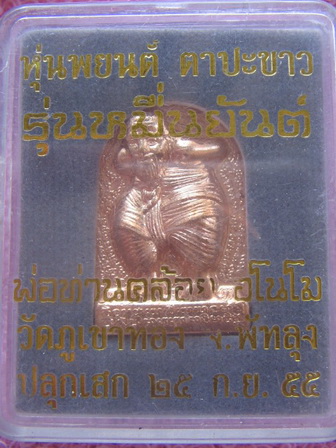 หุ่นพยนต์ ตาปะขาว
รุ่นหมื่นยันต์
พ่อท่านคล้อย อโนโม
วัดภูเขาทอง จ.พัทลุง
ปลุกเสก ๒๕ ก.ย. ๕๕